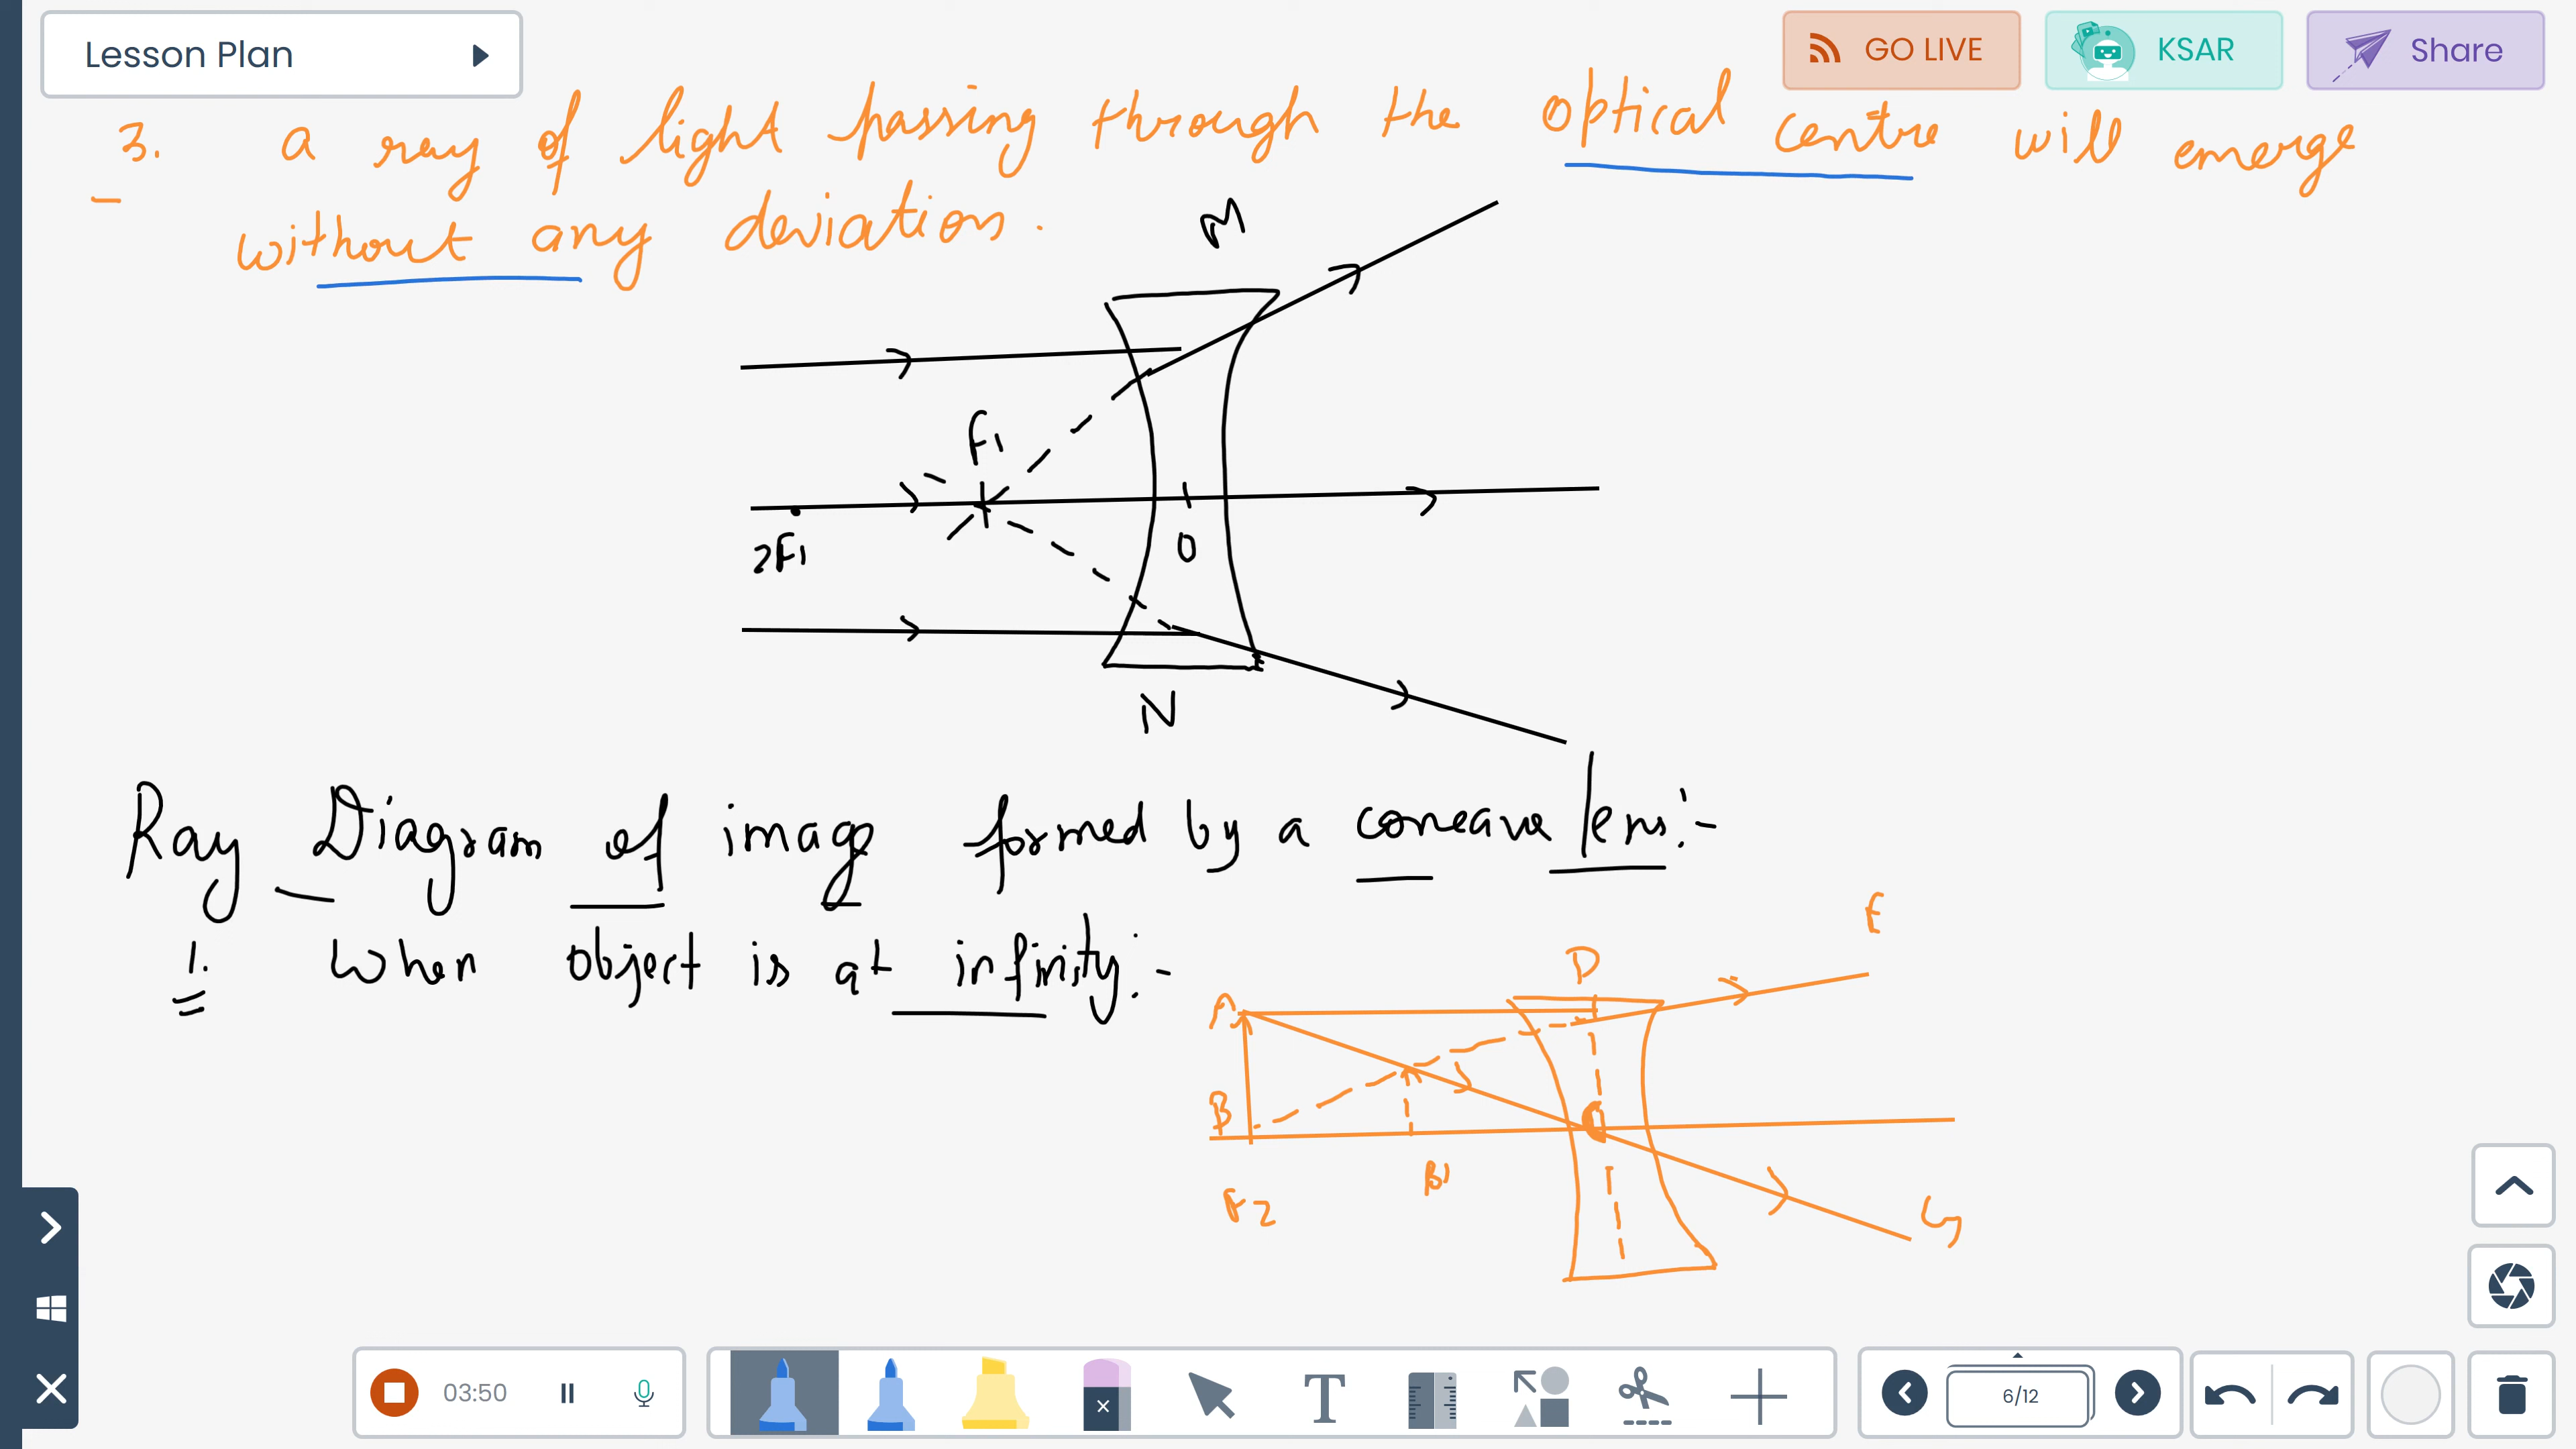 Lesson Plan
GO LIVE
KSAR
Share
3. a ray of light passing through the optical centre will emerge
without any deviation.
M
F1
2F1
O
N
Ray Diagram of image formed by a concave lens:-
1. When object is at infinity:-
E
D
A
B
C
B1
F2
G
03:50
T
6/12